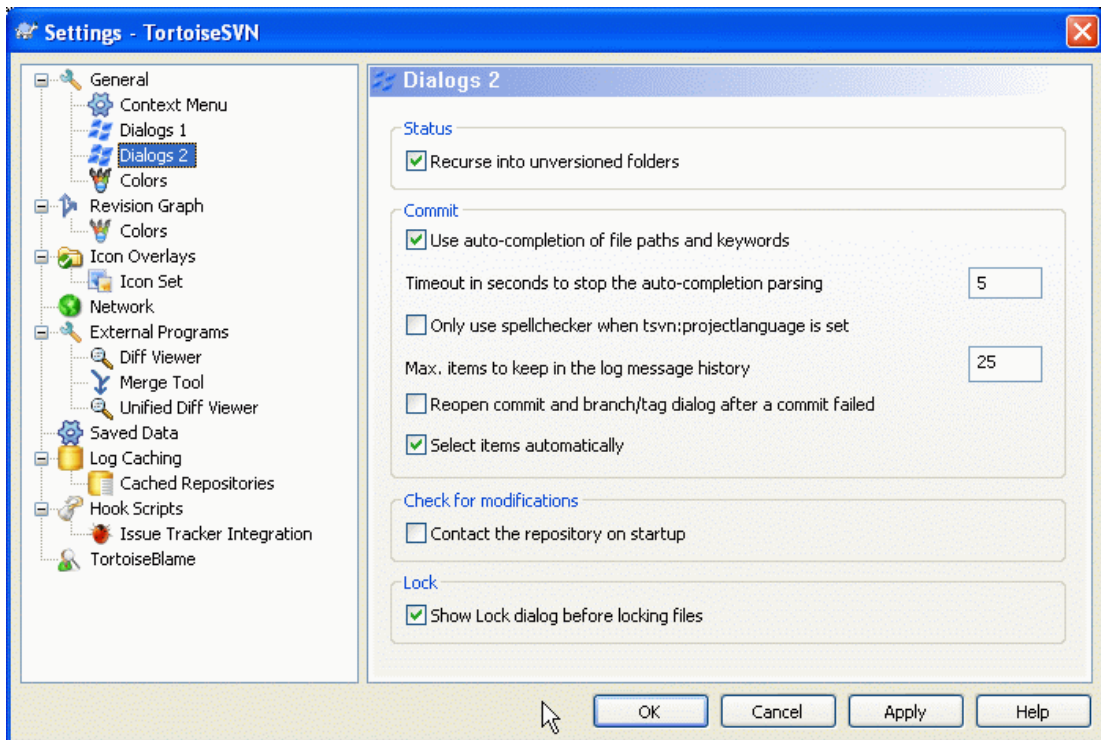 Settings - TortoiseSVN
General
Context Menu
Dialogs 1
Dialogs 2
Colors
Revision Graph
Colors
Icon Overlays
Icon Set
Network
External Programs
Diff Viewer
Merge Tool
Unified Diff Viewer
Saved Data
Log Caching
Cached Repositories
Hook Scripts
Issue Tracker Integration
TortoiseBlame
Dialogs 2
Status
Recurse into unversioned folders
Commit
Use auto-completion of file paths and keywords
Timeout in seconds to stop the auto-completion parsing 5
Only use spellchecker when tsvn:projectlanguage is set
Max. items to keep in the log message history 25
Reopen commit and branch/tag dialog after a commit failed
Select items automatically
Check for modifications
Contact the repository on startup
Lock
Show Lock dialog before locking files
OK Cancel Apply Help